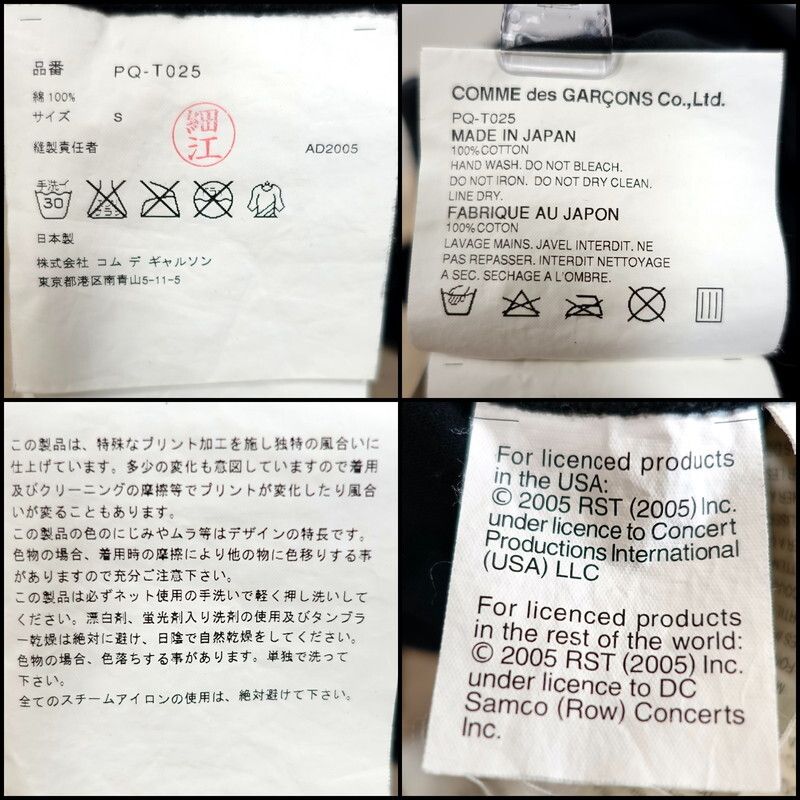 品番 PQ-T025
綿 100%
サイズ S
細江
縫製責任者 AD2005
手洗イ
30
エンソサラシ
日本製
株式会社 コム デ ギャルソン
東京都港区南青山5-11-5
COMME des GARÇONS Co.,Ltd.
PQ-T025
MADE IN JAPAN
100% COTTON
HAND WASH. DO NOT BLEACH.
DO NOT IRON. DO NOT DRY CLEAN.
LINE DRY.
FABRIQUE AU JAPON
100% COTON
LAVAGE MAINS. JAVEL INTERDIT. NE
PAS REPASSER. INTERDIT NETTOYAGE
A SEC. SECHAGE A L'OMBRE.
この製品は、特殊なプリント加工を施し独特の風合いに
仕上げています。多少の変化も意図していますので着用
及びクリーニングの摩擦等でプリントが変化したり風合
いが変ることもあります。
この製品の色のにじみやムラ等はデザインの特長です。
色物の場合、着用時の摩擦により他の物に色移りする事
がありますので充分ご注意下さい。
この製品は必ずネット使用の手洗いで軽く押し洗いして
ください。漂白剤、蛍光剤入り洗剤の使用及びタンブラ
ー乾燥は絶対に避け、日陰で自然乾燥をしてください。
色物の場合、色落ちする事があります。単独で洗って
下さい。
全てのスチームアイロンの使用は、絶対避けて下さい。
For licenced products
in the USA:
© 2005 RST (2005) Inc.
under licence to Concert
Productions International
(USA) LLC
For licenced products
in the rest of the world:
© 2005 RST (2005) Inc.
under licence to DC
Samco (Row) Concerts
Inc.